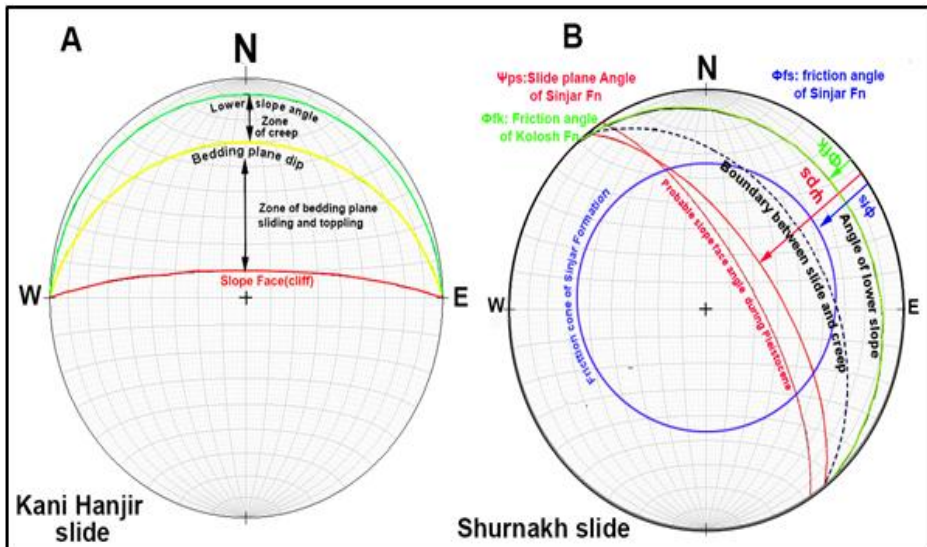 A
N
Lower slope angle
Zone
of creep
Bedding plane dip
Zone of bedding plane
sliding and toppling
Slope Face(cliff)
W
E
Kani Hanjir
slide
B
Ψps:Slide plane Angle
of Sinjar Fn
Φfk: Friction angle
of Kolosh Fn
N
Φfs: friction angle
of Sinjar Fn
Φfk
Ψps
Φfs
Angle of lower slope
Boundary between slide and creep
Probable slope face angle during Pleistocene
Friction cone of Sinjar Formation
W
E
Shurnakh slide